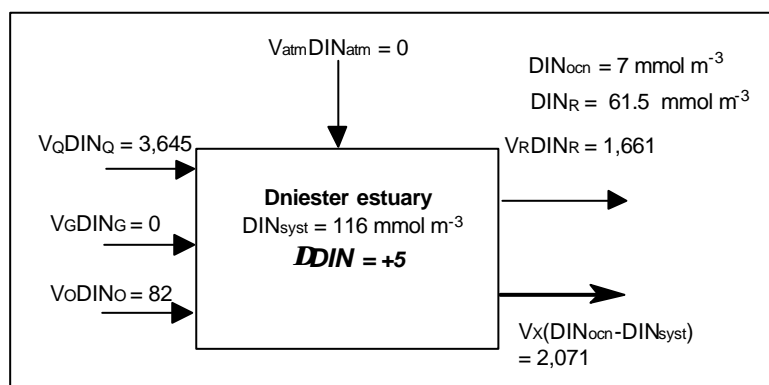 VatmDINatm = 0
DINocn = 7 mmol m-3
DINR = 61.5 mmol m-3
VQDINQ = 3,645
VRDINR = 1,661
Dniester estuary
DINsyst = 116 mmol m-3
DDIN = +5
VGDING = 0
VODINO = 82
VX(DINocn-DINsyst)
= 2,071